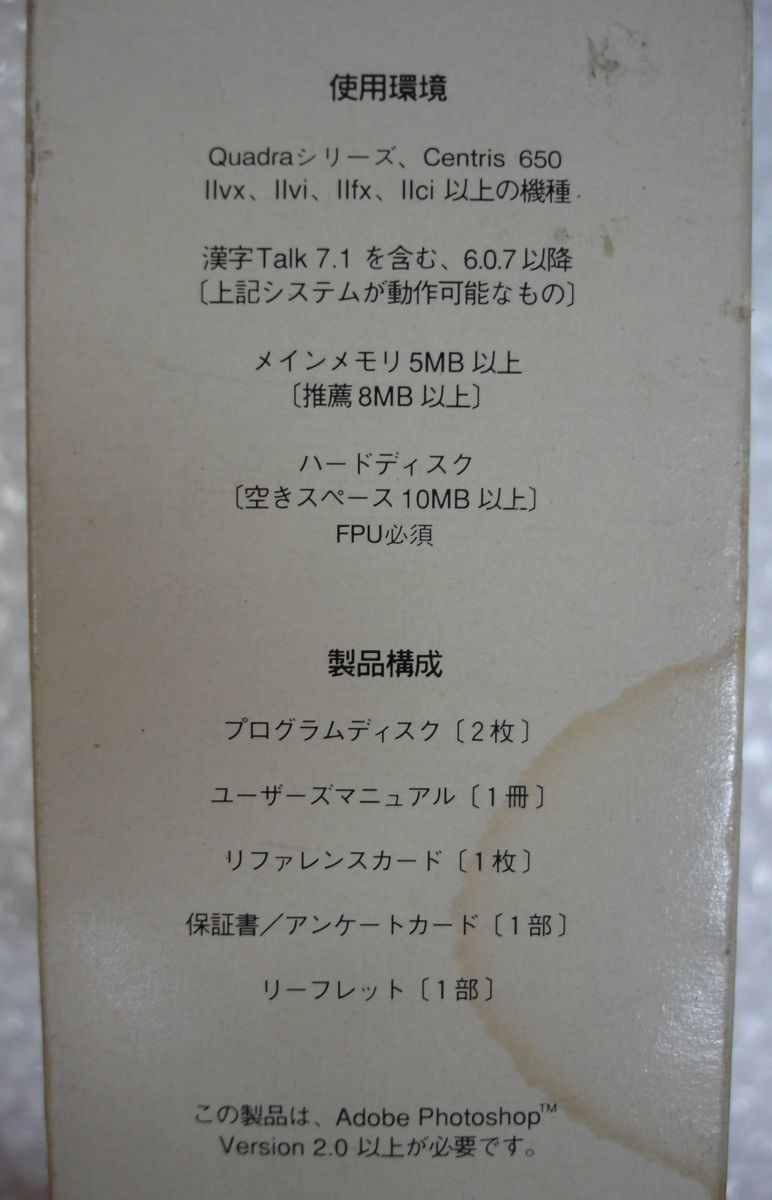 使用環境
Quadraシリーズ、Centris 650
IIvx、IIvi、IIfx、IIci 以上の機種
漢字Talk 7.1 を含む、6.0.7 以降
〔上記システムが動作可能なもの〕
メインメモリ 5MB 以上
〔推薦 8MB 以上〕
ハードディスク
〔空きスペース 10MB 以上〕
FPU必須
製品構成
プログラムディスク〔2枚〕
ユーザーズマニュアル〔1冊〕
リファレンスカード〔1枚〕
保証書／アンケートカード〔1部〕
リーフレット〔1部〕
この製品は、Adobe Photoshop™
Version 2.0 以上が必要です。